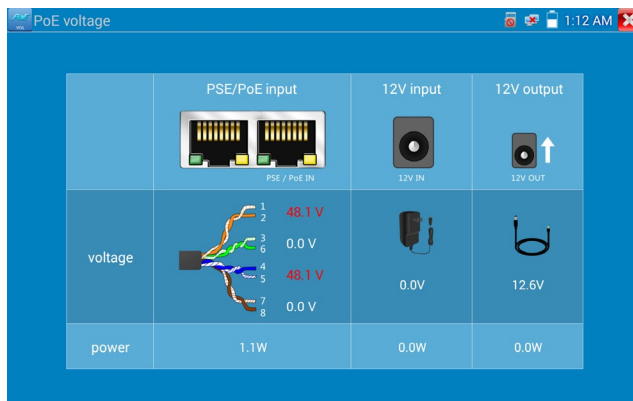 VOL
PoE voltage
1:12 AM
PSE/PoE input
12V input
12V output
PSE / PoE IN
12V IN
12V OUT
voltage
1
2
48.1 V
3
6
0.0 V
4
5
48.1 V
7
8
0.0 V
0.0V
12.6V
power
1.1W
0.0W
0.0W